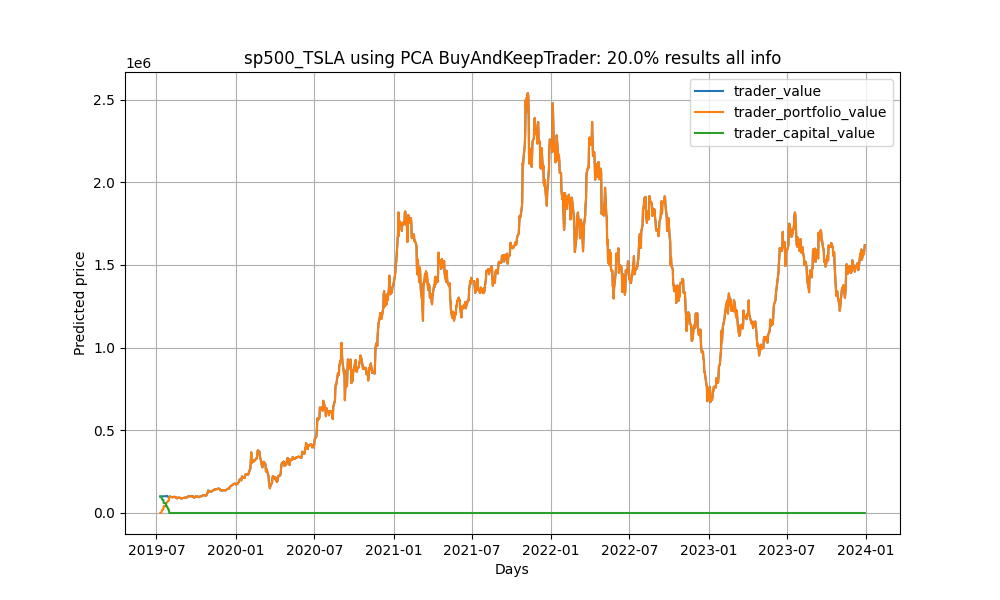 sp500_TSLA using PCA BuyAndKeepTrader: 20.0% results all info
1e6
trader_value
trader_portfolio_value
trader_capital_value
2.5
2.0
1.5
1.0
0.5
0.0
Predicted price
2019-07 2020-01 2020-07 2021-01 2021-07 2022-01 2022-07 2023-01 2023-07 2024-01
Days